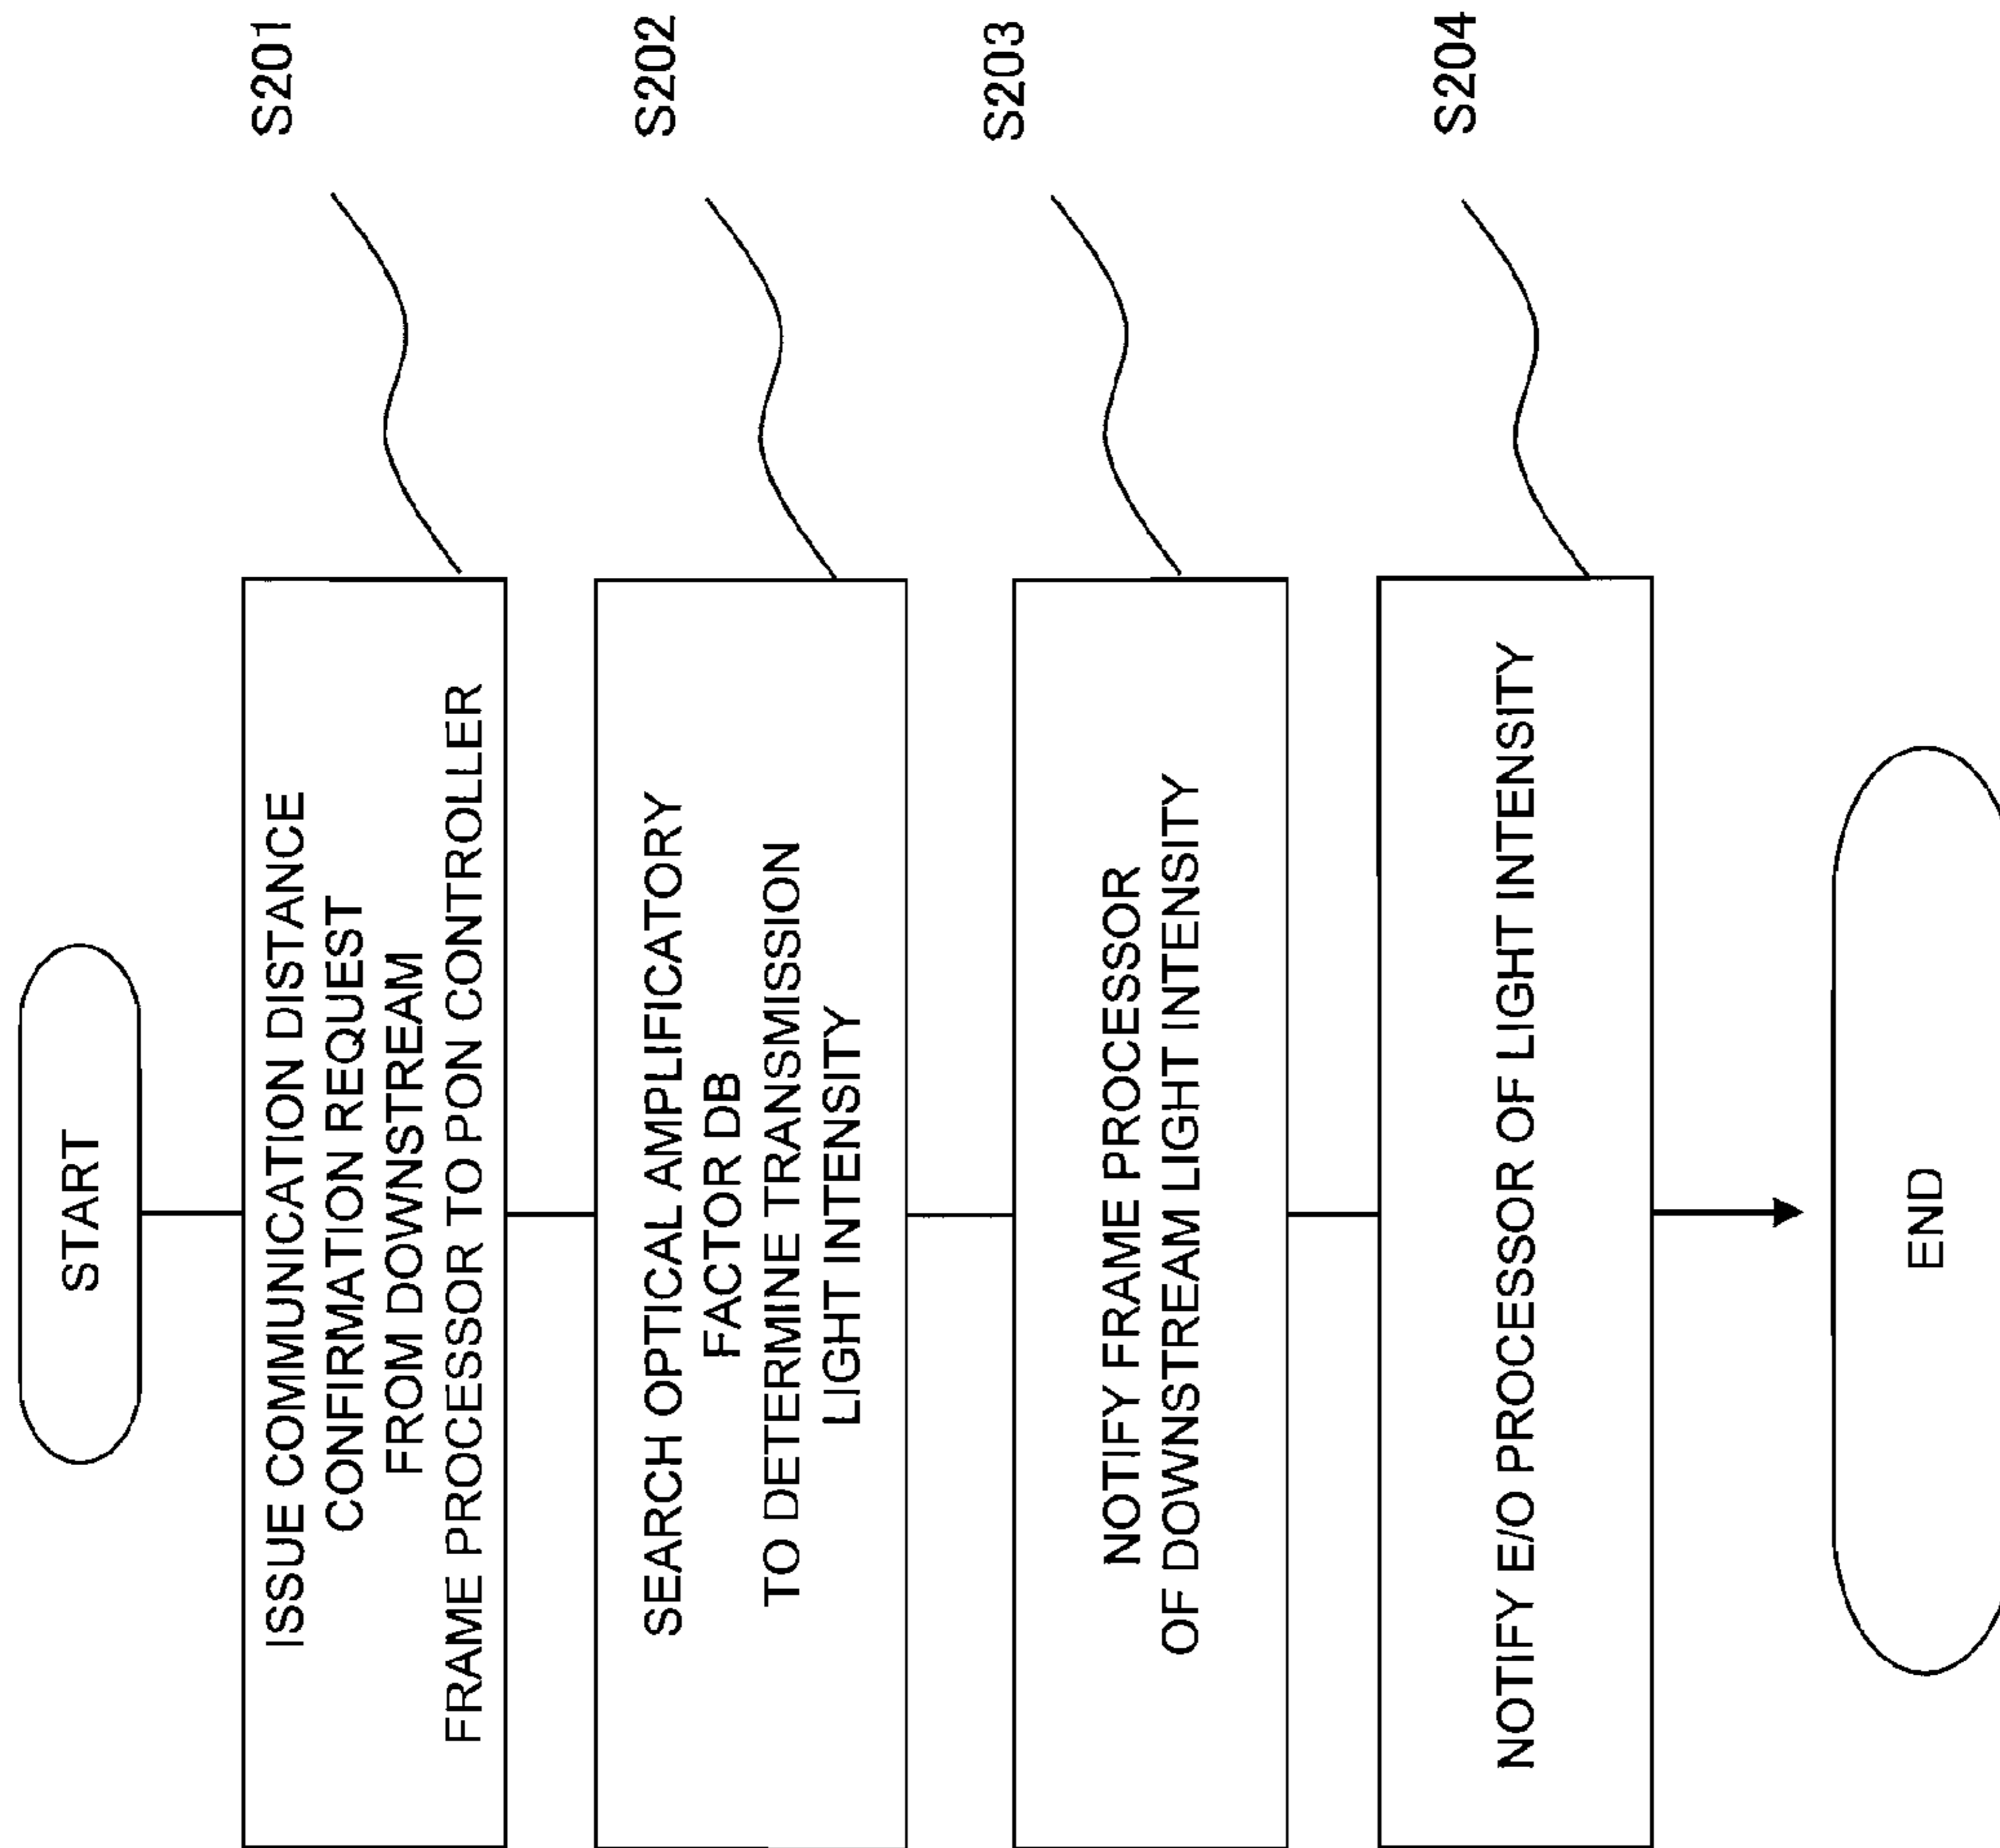 START
ISSUE COMMUNICATION DISTANCE
CONFIRMATION REQUEST
FROM DOWNSTREAM
FRAME PROCESSOR TO PON CONTROLLER
S201
SEARCH OPTICAL AMPLIFICATORY
FACTOR DB
TO DETERMINE TRANSMISSION
LIGHT INTENSITY
S202
NOTIFY FRAME PROCESSOR
OF DOWNSTREAM LIGHT INTENSITY
S203
NOTIFY E/O PROCESSOR OF LIGHT INTENSITY
S204
END